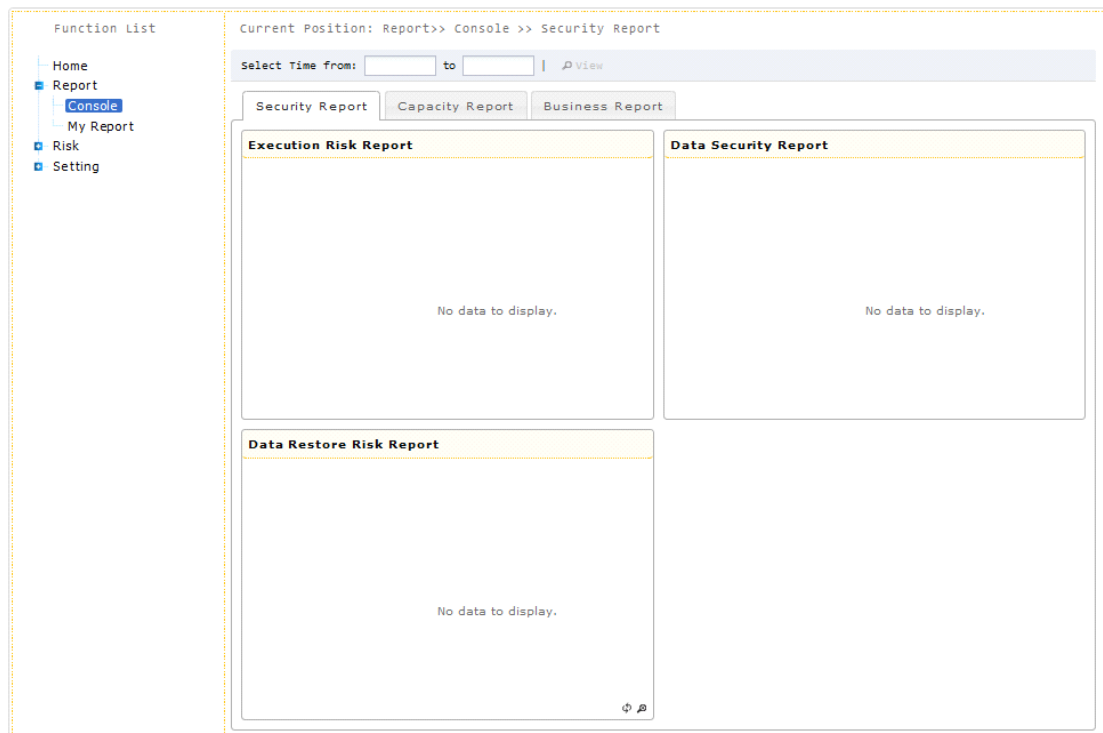 Function List
Home
Report
Console
My Report
Risk
Setting
Current Position: Report>> Console >> Security Report
Select Time from: to | View
Security Report Capacity Report Business Report
Execution Risk Report
No data to display.
Data Security Report
No data to display.
Data Restore Risk Report
No data to display.